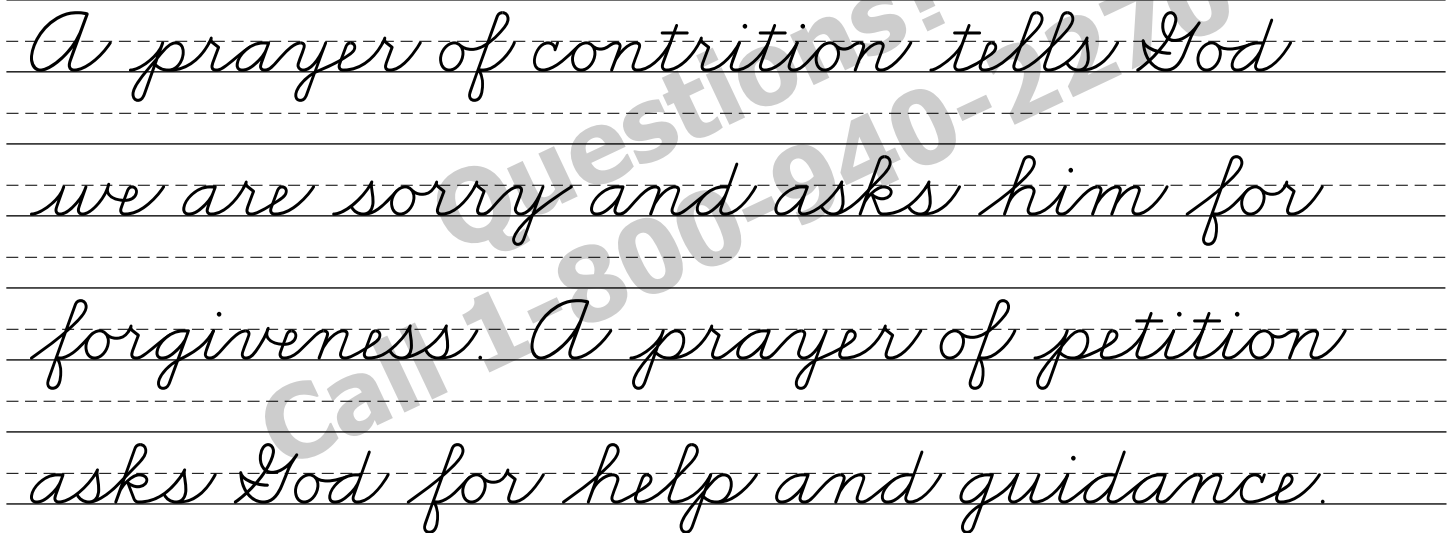 A prayer of contrition tells God
we are sorry and asks him for
forgiveness. A prayer of petition
asks God for help and guidance.
Questions?
Call 1-800-940-2270